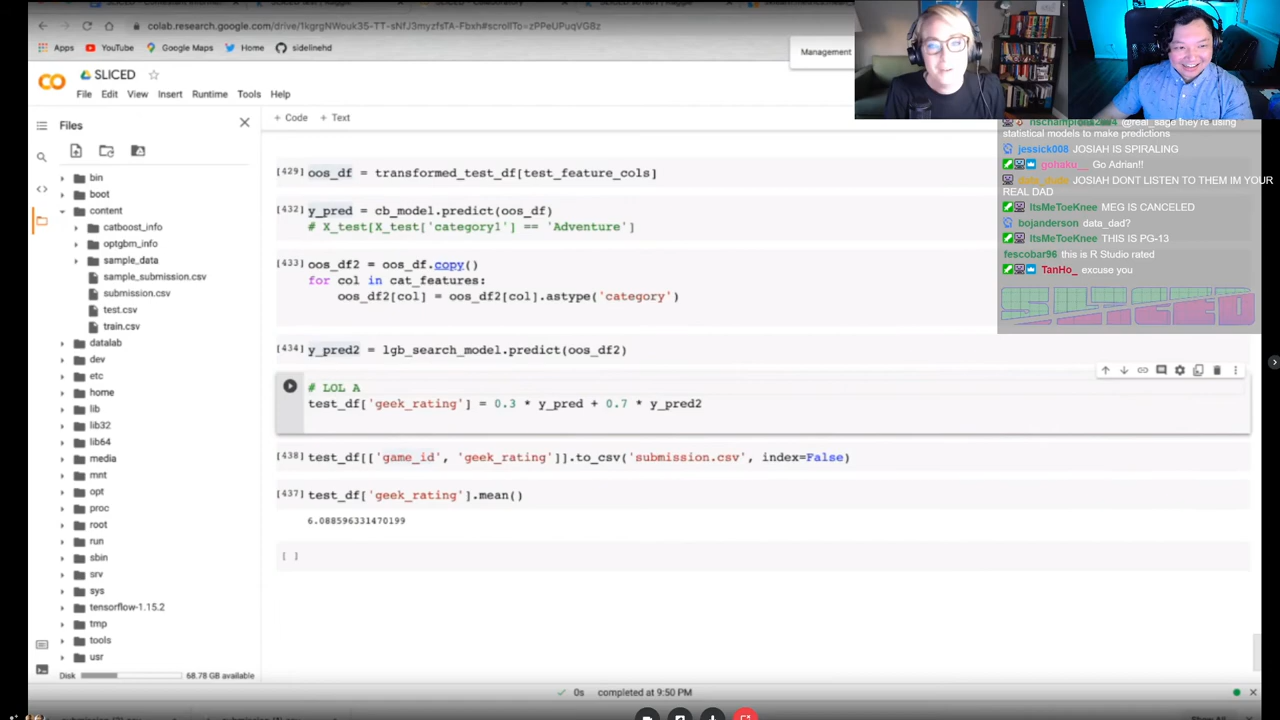 colab.research.google.com/drive/1kgrgNWouk35-TT-sNfJ3myzfsTA-Fbxh#scrollTo=zPPeUPuqVG8z
Apps YouTube Google Maps Home sidelinehd
Management
SLICED
File Edit View Insert Runtime Tools Help
Files
+ Code + Text
bin
boot
content
catboost_info
optgbm_info
sample_data
sample_submission.csv
submission.csv
test.csv
train.csv
datalab
dev
etc
home
lib
lib32
lib64
media
mnt
opt
proc
root
run
sbin
srv
sys
tensorflow-1.15.2
tmp
tools
usr
Disk 68.78 GB available
[429] oos_df = transformed_test_df[test_feature_cols]
[432] y_pred = cb_model.predict(oos_df)
# X_test[X_test['category1'] == 'Adventure']
[433] oos_df2 = oos_df.copy()
for col in cat_features:
oos_df2[col] = oos_df2[col].astype('category')
[434] y_pred2 = lgb_search_model.predict(oos_df2)
# LOL A
test_df['geek_rating'] = 0.3 * y_pred + 0.7 * y_pred2
[438] test_df[['game_id', 'geek_rating']].to_csv('submission.csv', index=False)
[437] test_df['geek_rating'].mean()
6.088596331470199
[ ]
0s completed at 9:50 PM
@real_sage they're using
statistical models to make predictions
jessick008 JOSIAH IS SPIRALING
gohaku__ Go Adrian!!
data_dude JOSIAH DONT LISTEN TO THEM IM YOUR
REAL DAD
ItsMeToeKnee MEG IS CANCELED
bojanderson data_dad?
ItsMeToeKnee THIS IS PG-13
fescobar96 this is R Studio rated
TanHo_ excuse you
SLICED